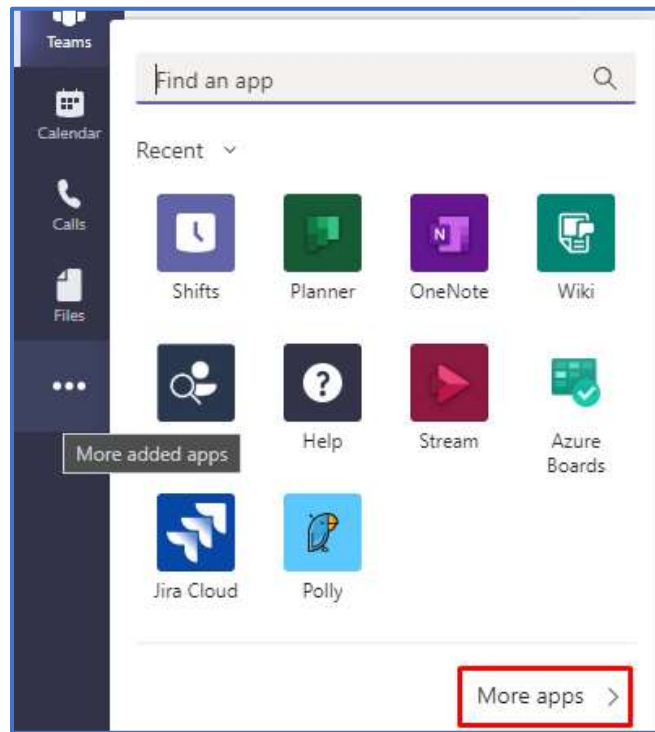 Teams
Find an app
Calendar
Recent
Calls
Shifts
Planner
OneNote
N
Wiki
Files
?
More added apps
Help
Stream
Azure
Boards
Jira Cloud
Polly
More apps